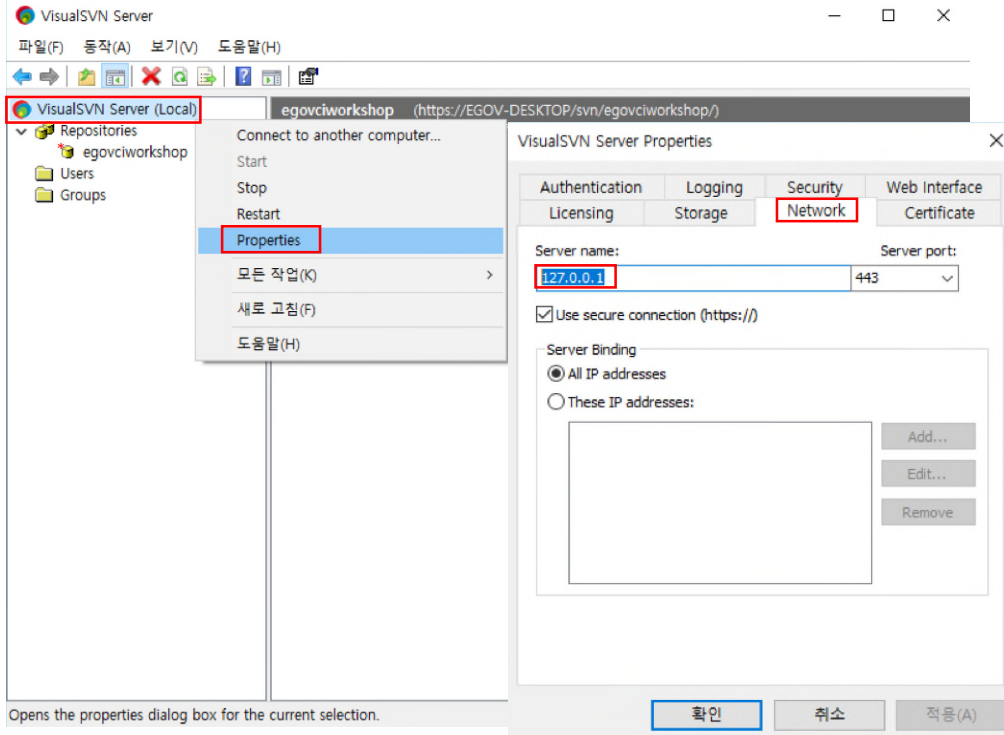 VisualSVN Server
파일(F) 동작(A) 보기(V) 도움말(H)
VisualSVN Server (Local)
Repositories
egovciworkshop
Users
Groups
egovciworkshop (https://EGOV-DESKTOP/svn/egovciworkshop/)
Connect to another computer...
Start
Stop
Restart
Properties
모든 작업(K)
새로 고침(F)
도움말(H)
VisualSVN Server Properties
Authentication Logging Security Web Interface
Licensing Storage Network Certificate
Server name: Server port:
127.0.0.1 443
Use secure connection (https://)
Server Binding
All IP addresses
These IP addresses:
Add...
Edit...
Remove
Opens the properties dialog box for the current selection.
확인 취소 적용(A)